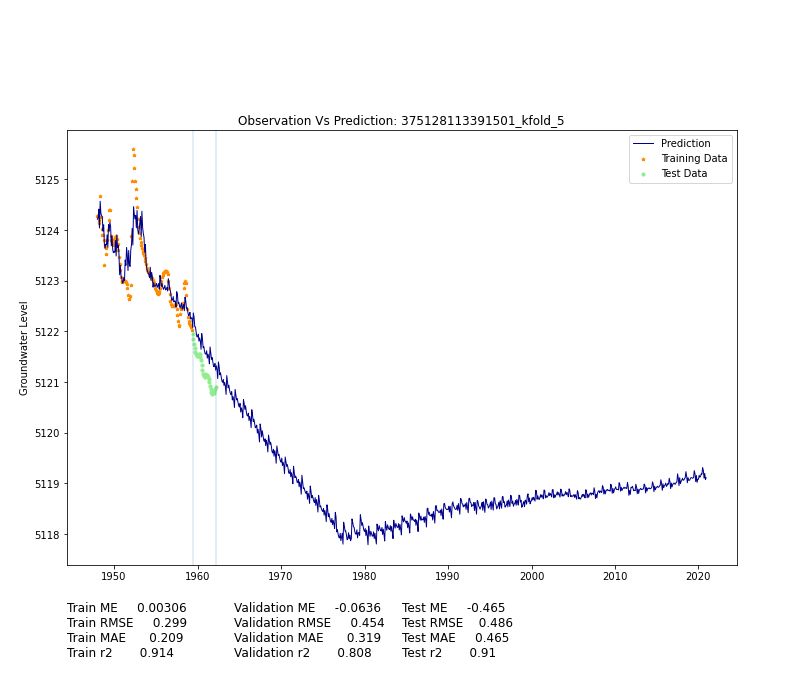 Observation Vs Prediction: 375128113391501_kfold_5
Prediction
Training Data
Test Data
Groundwater Level
5125
5124
5123
5122
5121
5120
5119
5118
1950 1960 1970 1980 1990 2000 2010 2020
Train ME 0.00306 Validation ME -0.0636 Test ME -0.465
Train RMSE 0.299 Validation RMSE 0.454 Test RMSE 0.486
Train MAE 0.209 Validation MAE 0.319 Test MAE 0.465
Train r2 0.914 Validation r2 0.808 Test r2 0.91